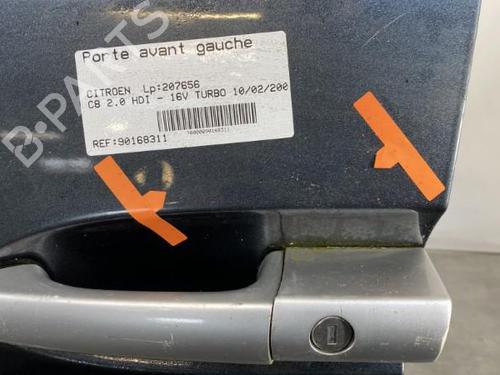 Porte avant gauche
CITROEN Lp:207656
C8 2.0 HDI - 16V TURBO 10/02/200
REF:90168311
B-PARTS